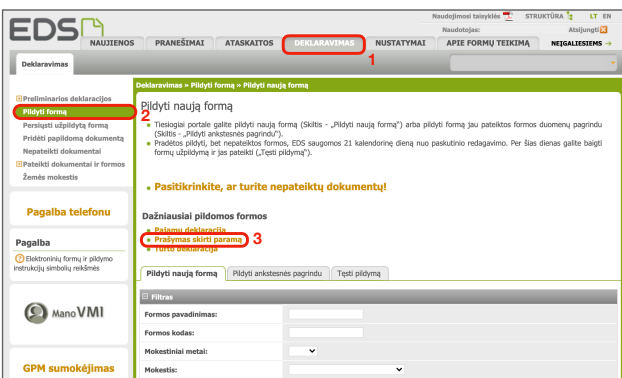 Naudojimosi taisyklės STRUKTŪRA LT EN
EDS
Naudotojas: Atsijungti
NAUJIENOS PRANEŠIMAI ATASKAITOS DEKLARAVIMAS NUSTATYMAI APIE FORMŲ TEIKIMĄ NEĮGALIESIEMS →
1
Deklaravimas
Deklaravimas » Pildyti formą » Pildyti naują formą
Preliminarios deklaracijos
Pildyti formą
2
Persiųsti užpildytą formą
Pridėti papildomą dokumentą
Nepateikti dokumentai
Pateikti dokumentai ir formos
Žemės mokestis
Pagalba telefonu
Pagalba
Elektroninių formų ir pildymo
instrukcijų simbolių reikšmės
Mano VMI
GPM sumokėjimas
Pildyti naują formą
• Tiesiogiai portale galite pildyti naują formą (Skiltis - „Pildyti naują formą") arba pildyti formą jau pateiktos formos duomenų pagrindu
(Skiltis - „Pildyti ankstesnės pagrindu").
• Pradėtos pildyti, bet nepateiktos formos, EDS saugomos 21 kalendorinę dieną nuo paskutinio redagavimo. Per šias dienas galite baigti
formų užpildymą ir jas pateikti („Tęsti pildymą").
• Pasitikrinkite, ar turite nepateiktų dokumentų!
Dažniausiai pildomos formos
• Pajamų deklaracija
• Prašymas skirti paramą
3
• Turto deklaracija
Pildyti naują formą Pildyti ankstesnės pagrindu Tęsti pildymą
Filtras
Formos pavadinimas:
Formos kodas:
Mokestiniai metai:
Mokestis: